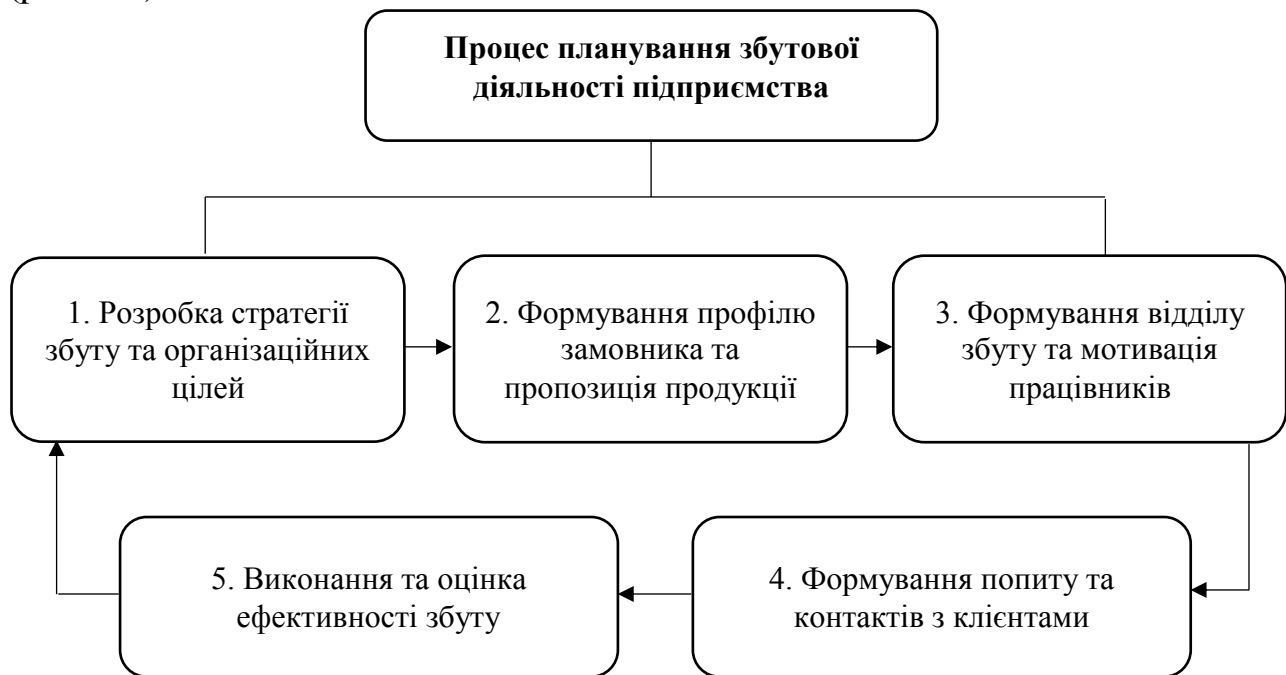 Процес планування збутової
діяльності підприємства
1. Розробка стратегії
збуту та організаційних
цілей
2. Формування профілю
замовника та
пропозиція продукції
3. Формування відділу
збуту та мотивація
працівників
5. Виконання та оцінка
ефективності збуту
4. Формування попиту та
контактів з клієнтами